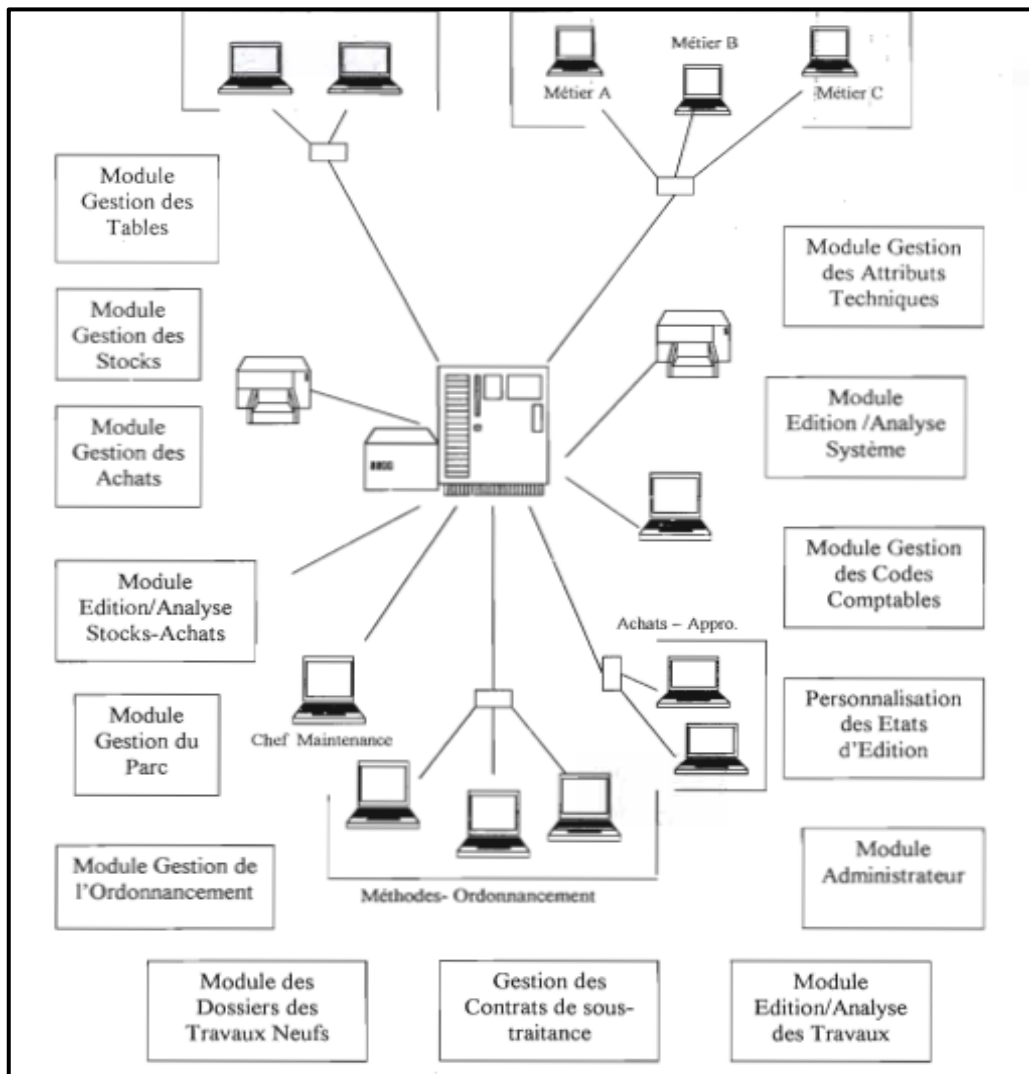 Métier B
Métier A
Métier C
Module
Gestion des
Tables
Module Gestion
des Attributs
Techniques
Module
Gestion des
Stocks
Module
Edition /Analyse
Système
Module
Gestion des
Achats
Module Gestion
des Codes
Comptables
Module
Edition/Analyse
Stocks-Achats
Achats – Appro.
Personnalisation
des Etats
d'Edition
Module
Gestion du
Parc
Chef Maintenance
Module
Administrateur
Module Gestion de
l'Ordonnancement
Méthodes- Ordonnancement
Module des
Dossiers des
Travaux Neufs
Gestion des
Contrats de sous-
traitance
Module
Edition/Analyse
des Travaux